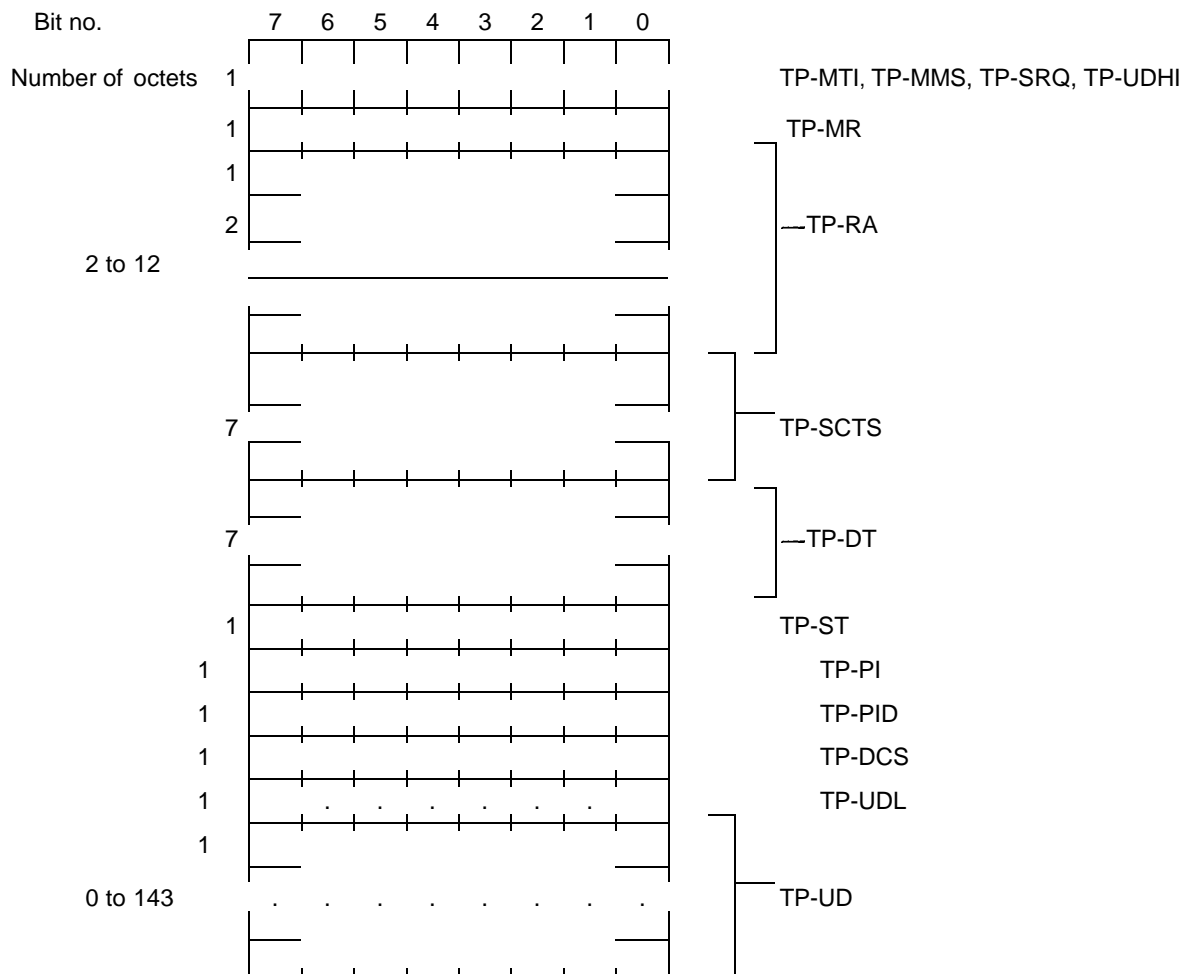 Bit no. 7 6 5 4 3 2 1 0
Number of octets 1 TP-MTI, TP-MMS, TP-SRQ, TP-UDHI
1 TP-MR
1
2 TP-RA
2 to 12
7 TP-SCTS
7 TP-DT
1 TP-ST
1 TP-PI
1 TP-PID
1 TP-DCS
1 . . . . . . TP-UDL
1
0 to 143 . . . . . . . . TP-UD